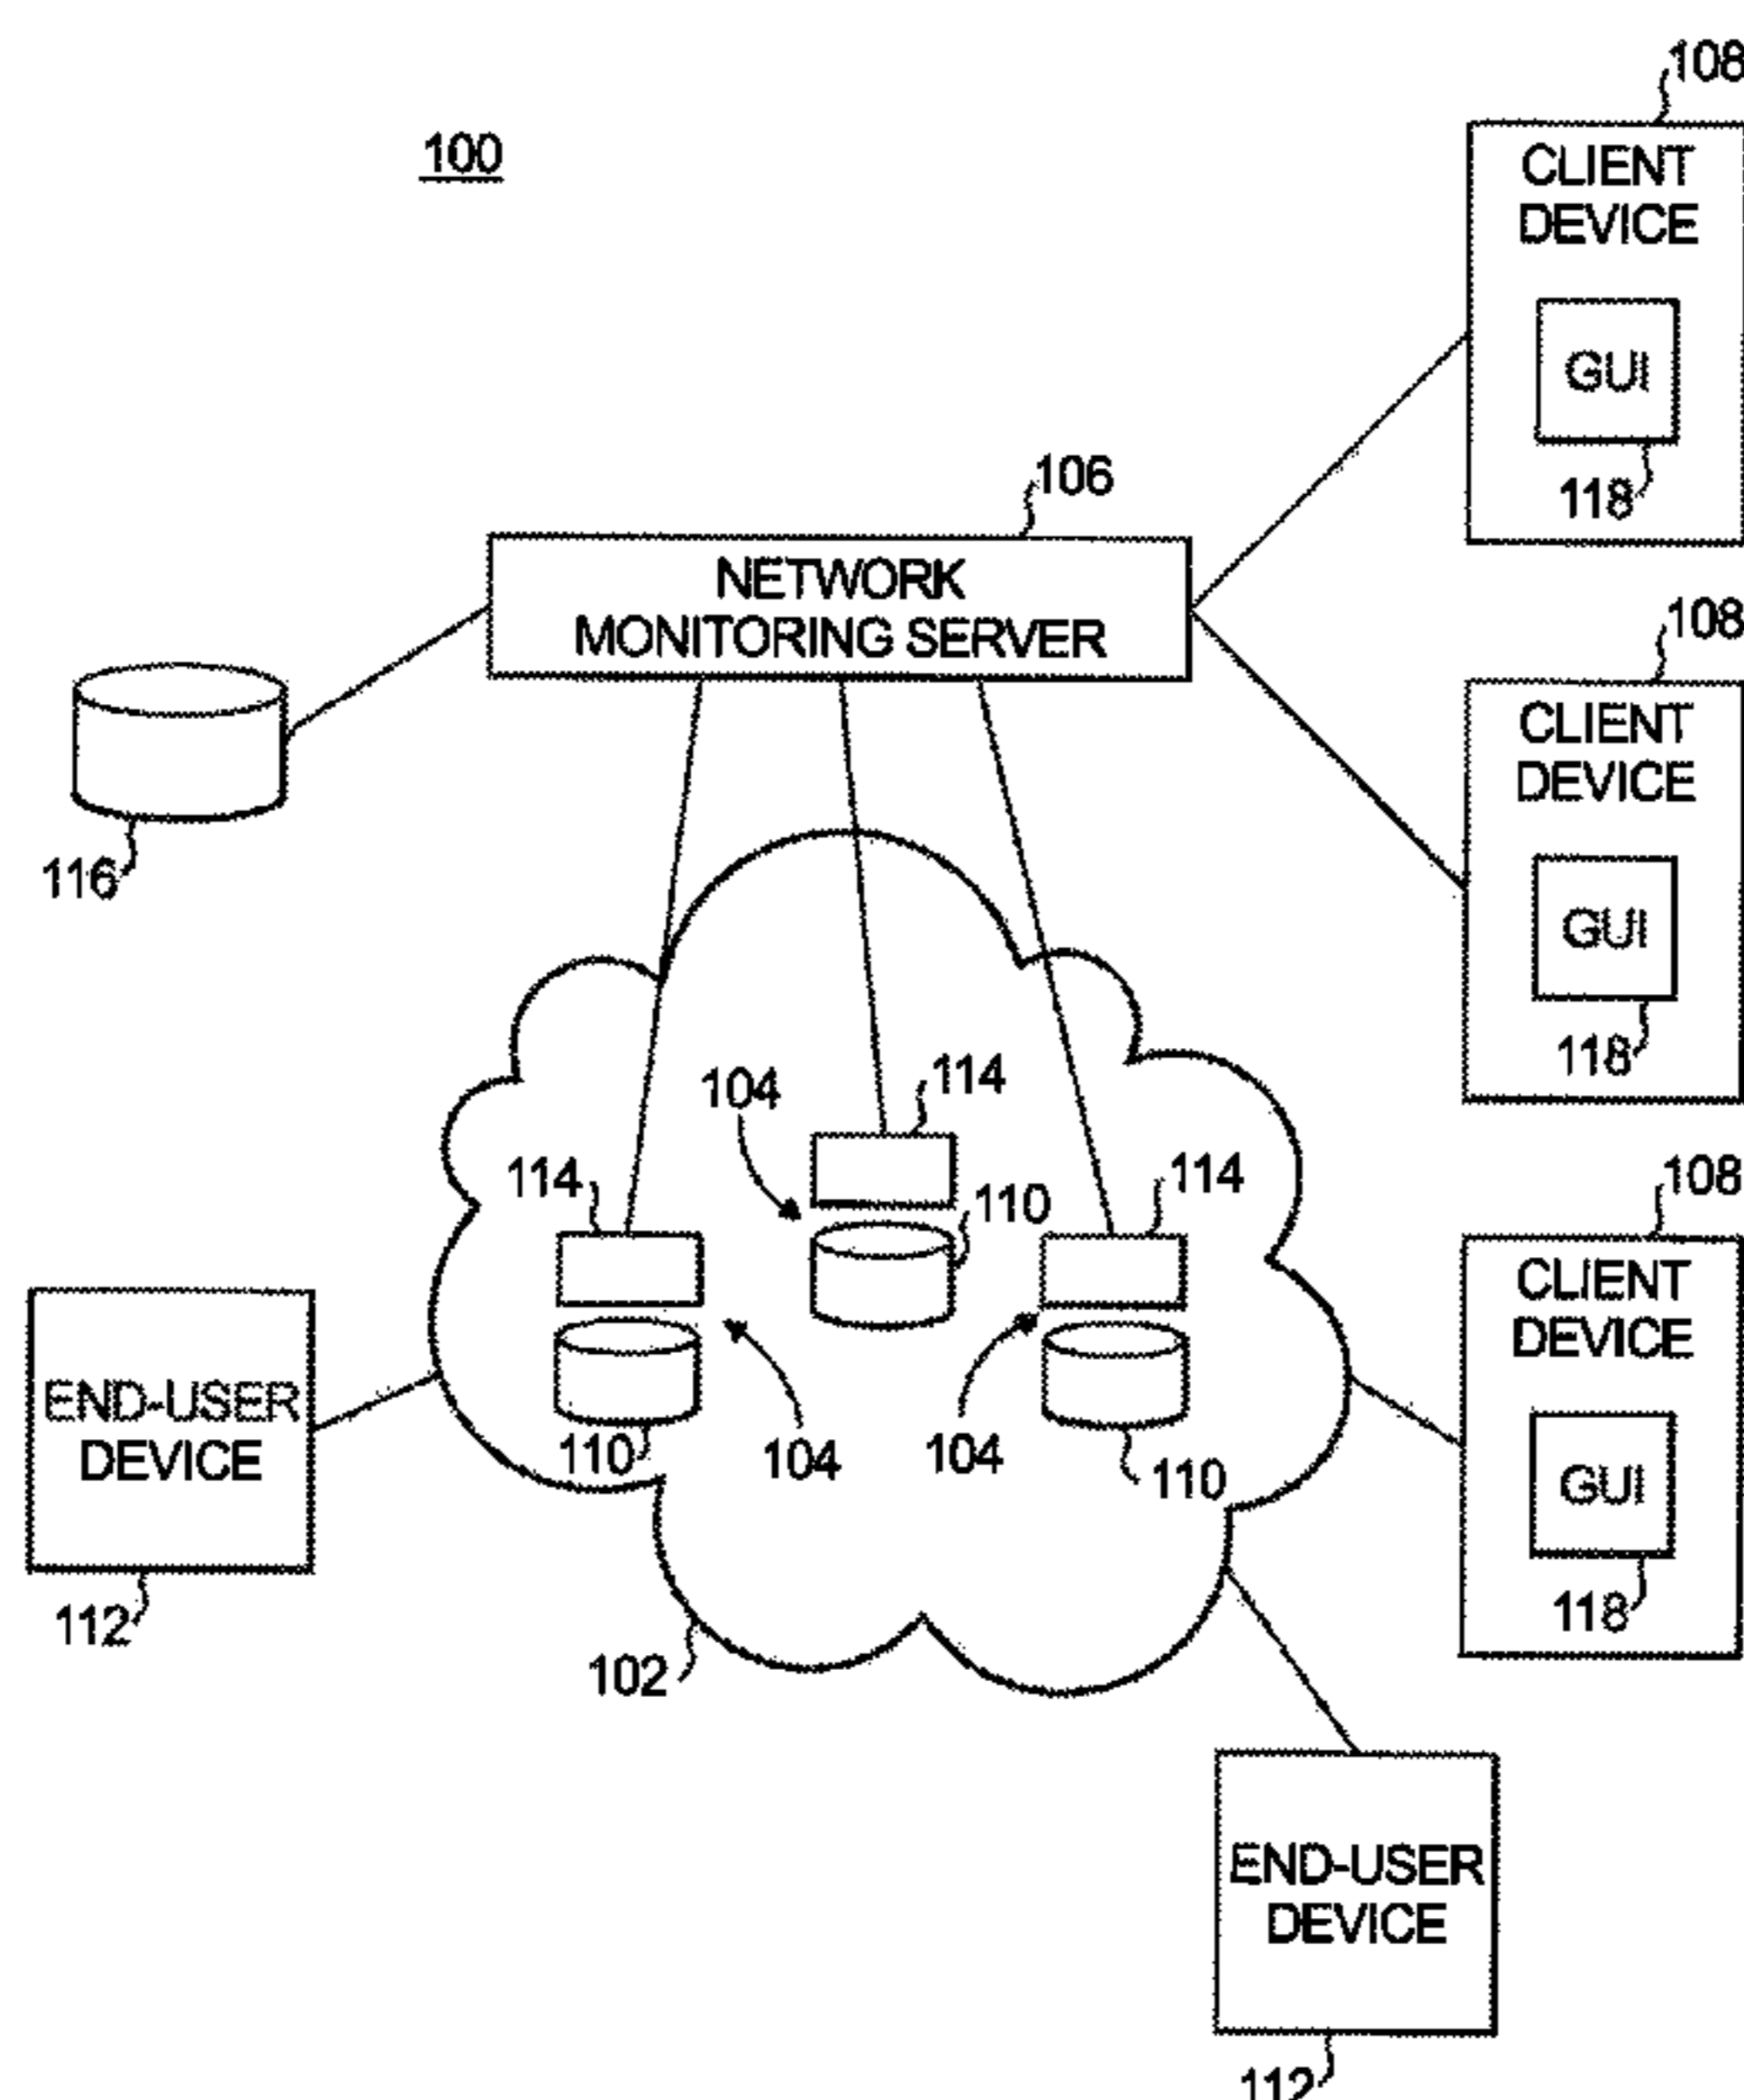 108
100
CLIENT
DEVICE
GUI
118
106
NETWORK
MONITORING SERVER
108
CLIENT
DEVICE
GUI
118
116
104
114
114
110
114
108
CLIENT
DEVICE
GUI
118
END-USER
DEVICE
112
110
104
104
110
102
END-USER
DEVICE
112